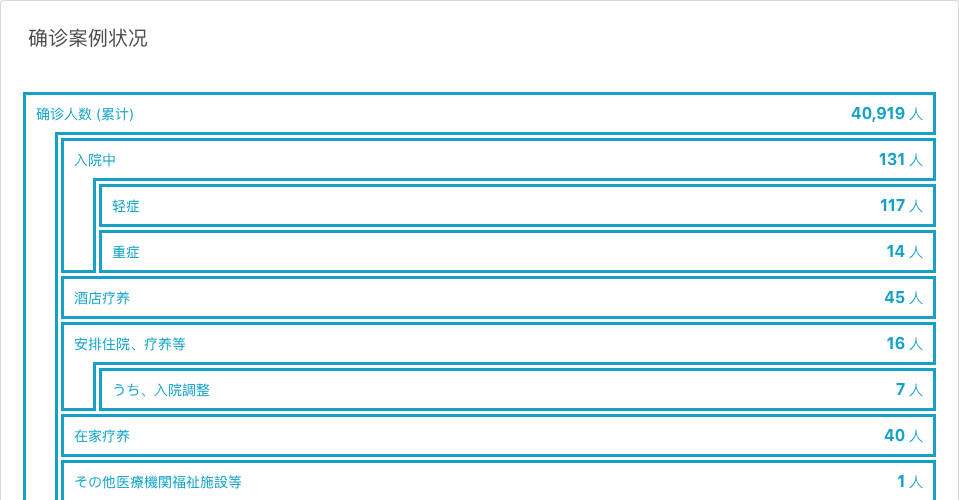 确诊案例状况
确诊人数 (累计) 40,919 人
入院中 131 人
轻症 117 人
重症 14 人
酒店疗养 45 人
安排住院、疗养等 16 人
うち、入院調整 7 人
在家疗养 40 人
その他医療機関福祉施設等 1 人